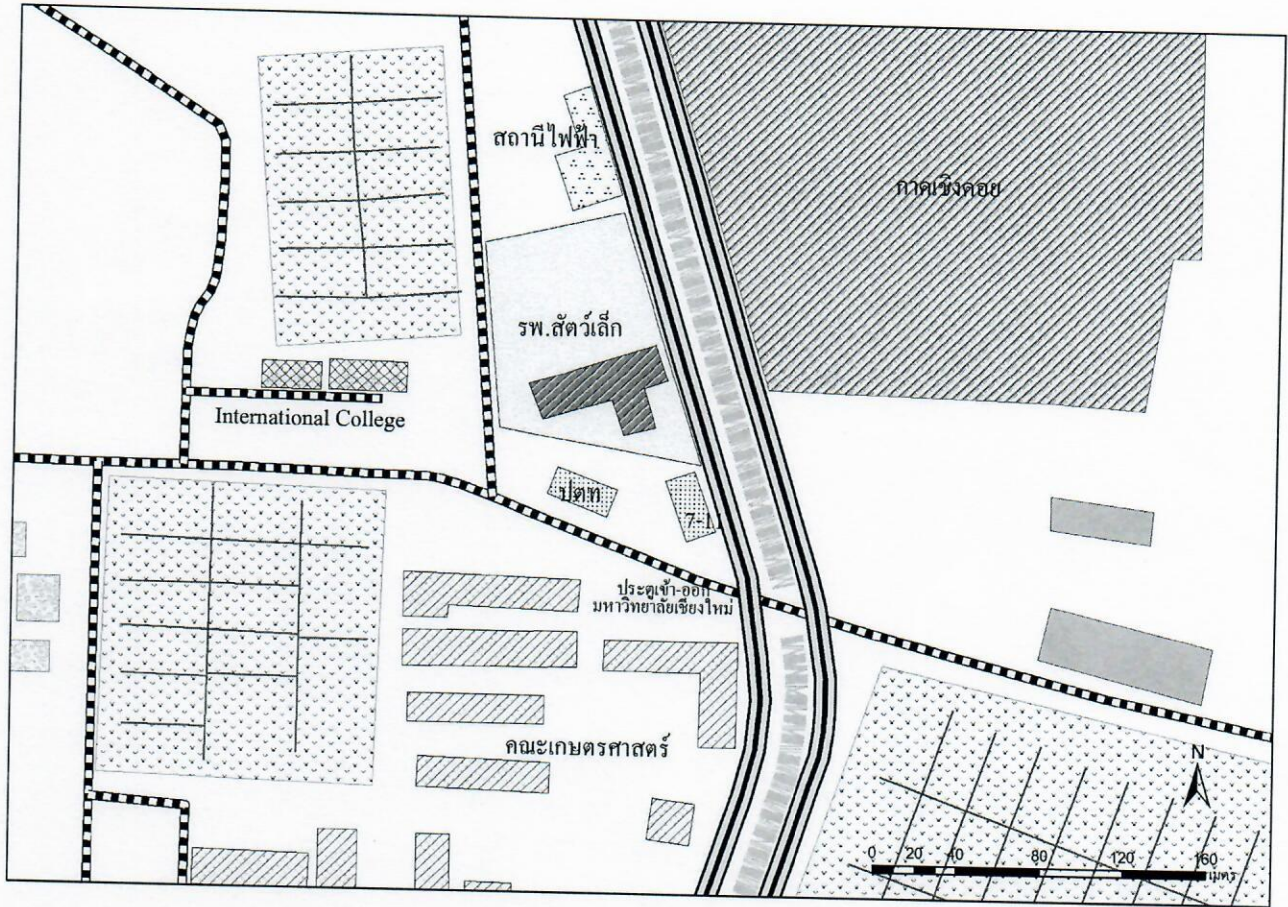 สถานีไฟฟ้า
กาดเชิงดอย
รพ.สัตว์เล็ก
International College
ปตท
7-11
ประตูเข้า-ออก
มหาวิทยาลัยเชียงใหม่
คณะเกษตรศาสตร์
N
0 20 40 80 120 160
เมตร